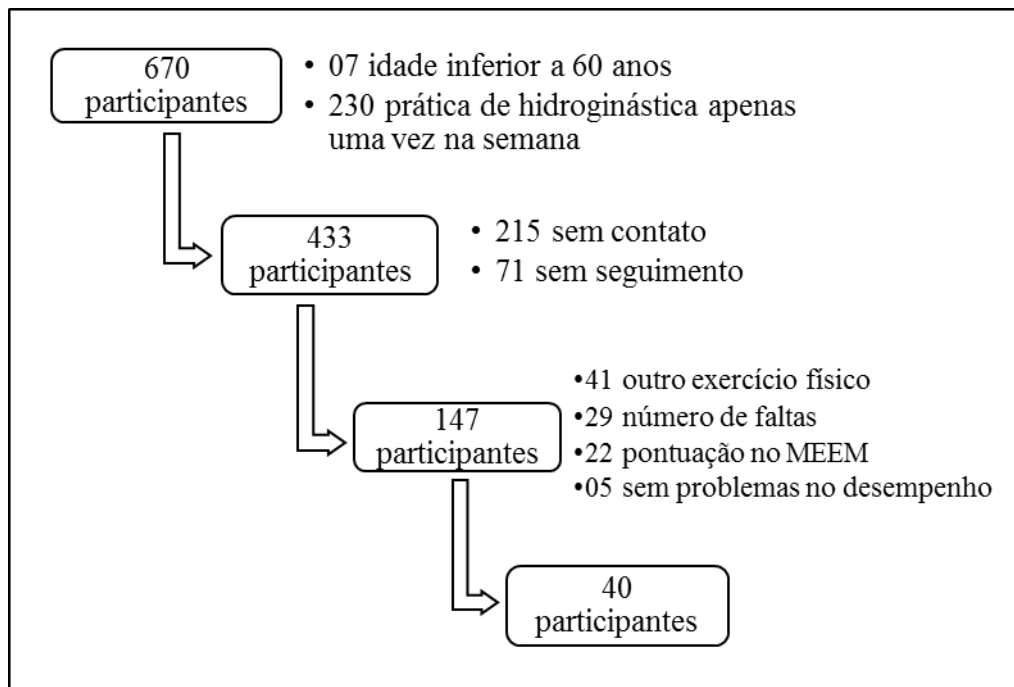 670
participantes
• 07 idade inferior a 60 anos
• 230 prática de hidroginástica apenas
uma vez na semana
433
participantes
• 215 sem contato
• 71 sem seguimento
147
participantes
•41 outro exercício físico
•29 número de faltas
•22 pontuação no MEEM
•05 sem problemas no desempenho
40
participantes